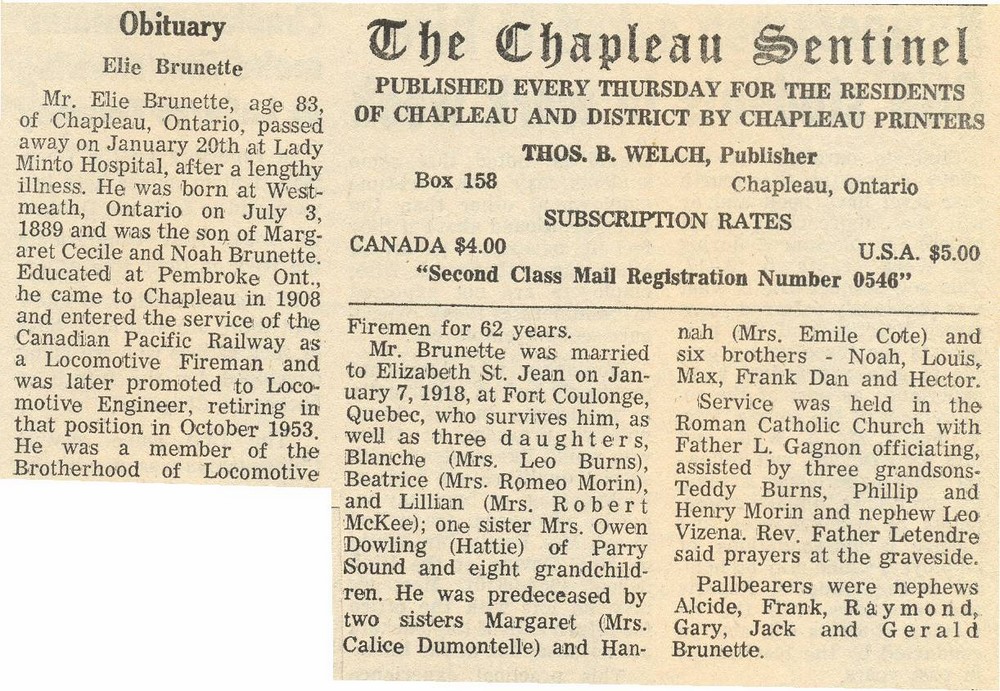 Obituary
Elie Brunette
Mr. Elie Brunette, age 83,
of Chapleau, Ontario, passed
away on January 20th at Lady
Minto Hospital, after a lengthy
illness. He was born at West-
meath, Ontario on July 3,
1889 and was the son of Marg-
aret Cecile and Noah Brunette.
Educated at Pembroke Ont.,
he came to Chapleau in 1908
and entered the service of the
Canadian Pacific Railway as
a Locomotive Fireman and
was later promoted to Loco-
motive Engineer, retiring in
that position in October 1953.
He was a member of the
Brotherhood of Locomotive
The Chapleau Sentinel
PUBLISHED EVERY THURSDAY FOR THE RESIDENTS
OF CHAPLEAU AND DISTRICT BY CHAPLEAU PRINTERS
THOS. B. WELCH, Publisher
Box 158 Chapleau, Ontario
SUBSCRIPTION RATES
CANADA $4.00 U.S.A. $5.00
"Second Class Mail Registration Number 0546"
Firemen for 62 years.
Mr. Brunette was married
to Elizabeth St. Jean on Jan-
uary 7, 1918, at Fort Coulonge,
Quebec, who survives him, as
well as three daughters,
Blanche (Mrs. Leo Burns),
Beatrice (Mrs. Romeo Morin),
and Lillian (Mrs. Robert
McKee); one sister Mrs. Owen
Dowling (Hattie) of Parry
Sound and eight grandchild-
ren. He was predeceased by
two sisters Margaret (Mrs.
Calice Dumontelle) and Han-
nah (Mrs. Emile Cote) and
six brothers - Noah, Louis,
Max, Frank Dan and Hector.
Service was held in the
Roman Catholic Church with
Father L. Gagnon officiating,
assisted by three grandsons-
Teddy Burns, Phillip and
Henry Morin and nephew Leo
Vizena. Rev. Father Letendre
said prayers at the graveside.
Pallbearers were nephews
Alcide, Frank, Raymond,
Gary, Jack and Gerald
Brunette.